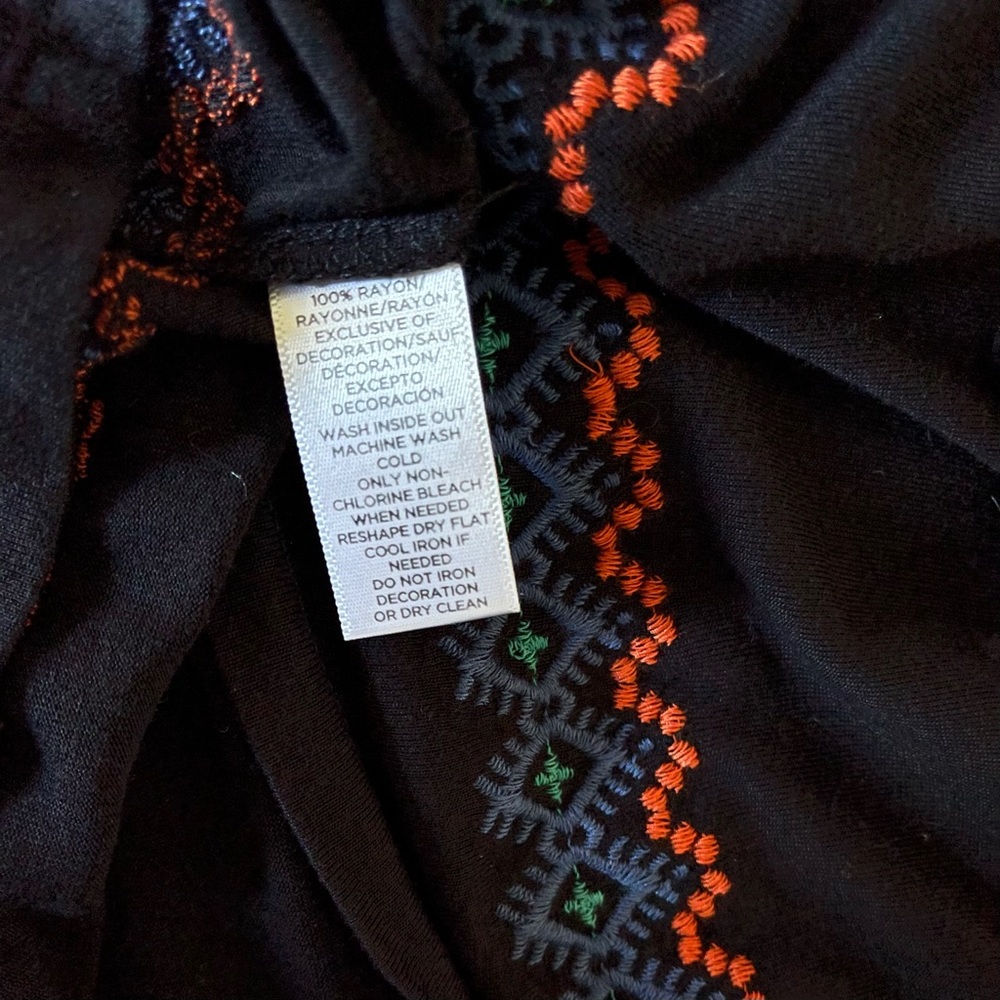 100% RAYON/
RAYONNE/RAYÓN
EXCLUSIVE OF
DECORATION/SAUF
DÉCORATION/
EXCEPTO
DECORACIÓN
WASH INSIDE OUT
MACHINE WASH
COLD
ONLY NON-
CHLORINE BLEACH
WHEN NEEDED
RESHAPE DRY FLAT
COOL IRON IF
NEEDED
DO NOT IRON
DECORATION
OR DRY CLEAN